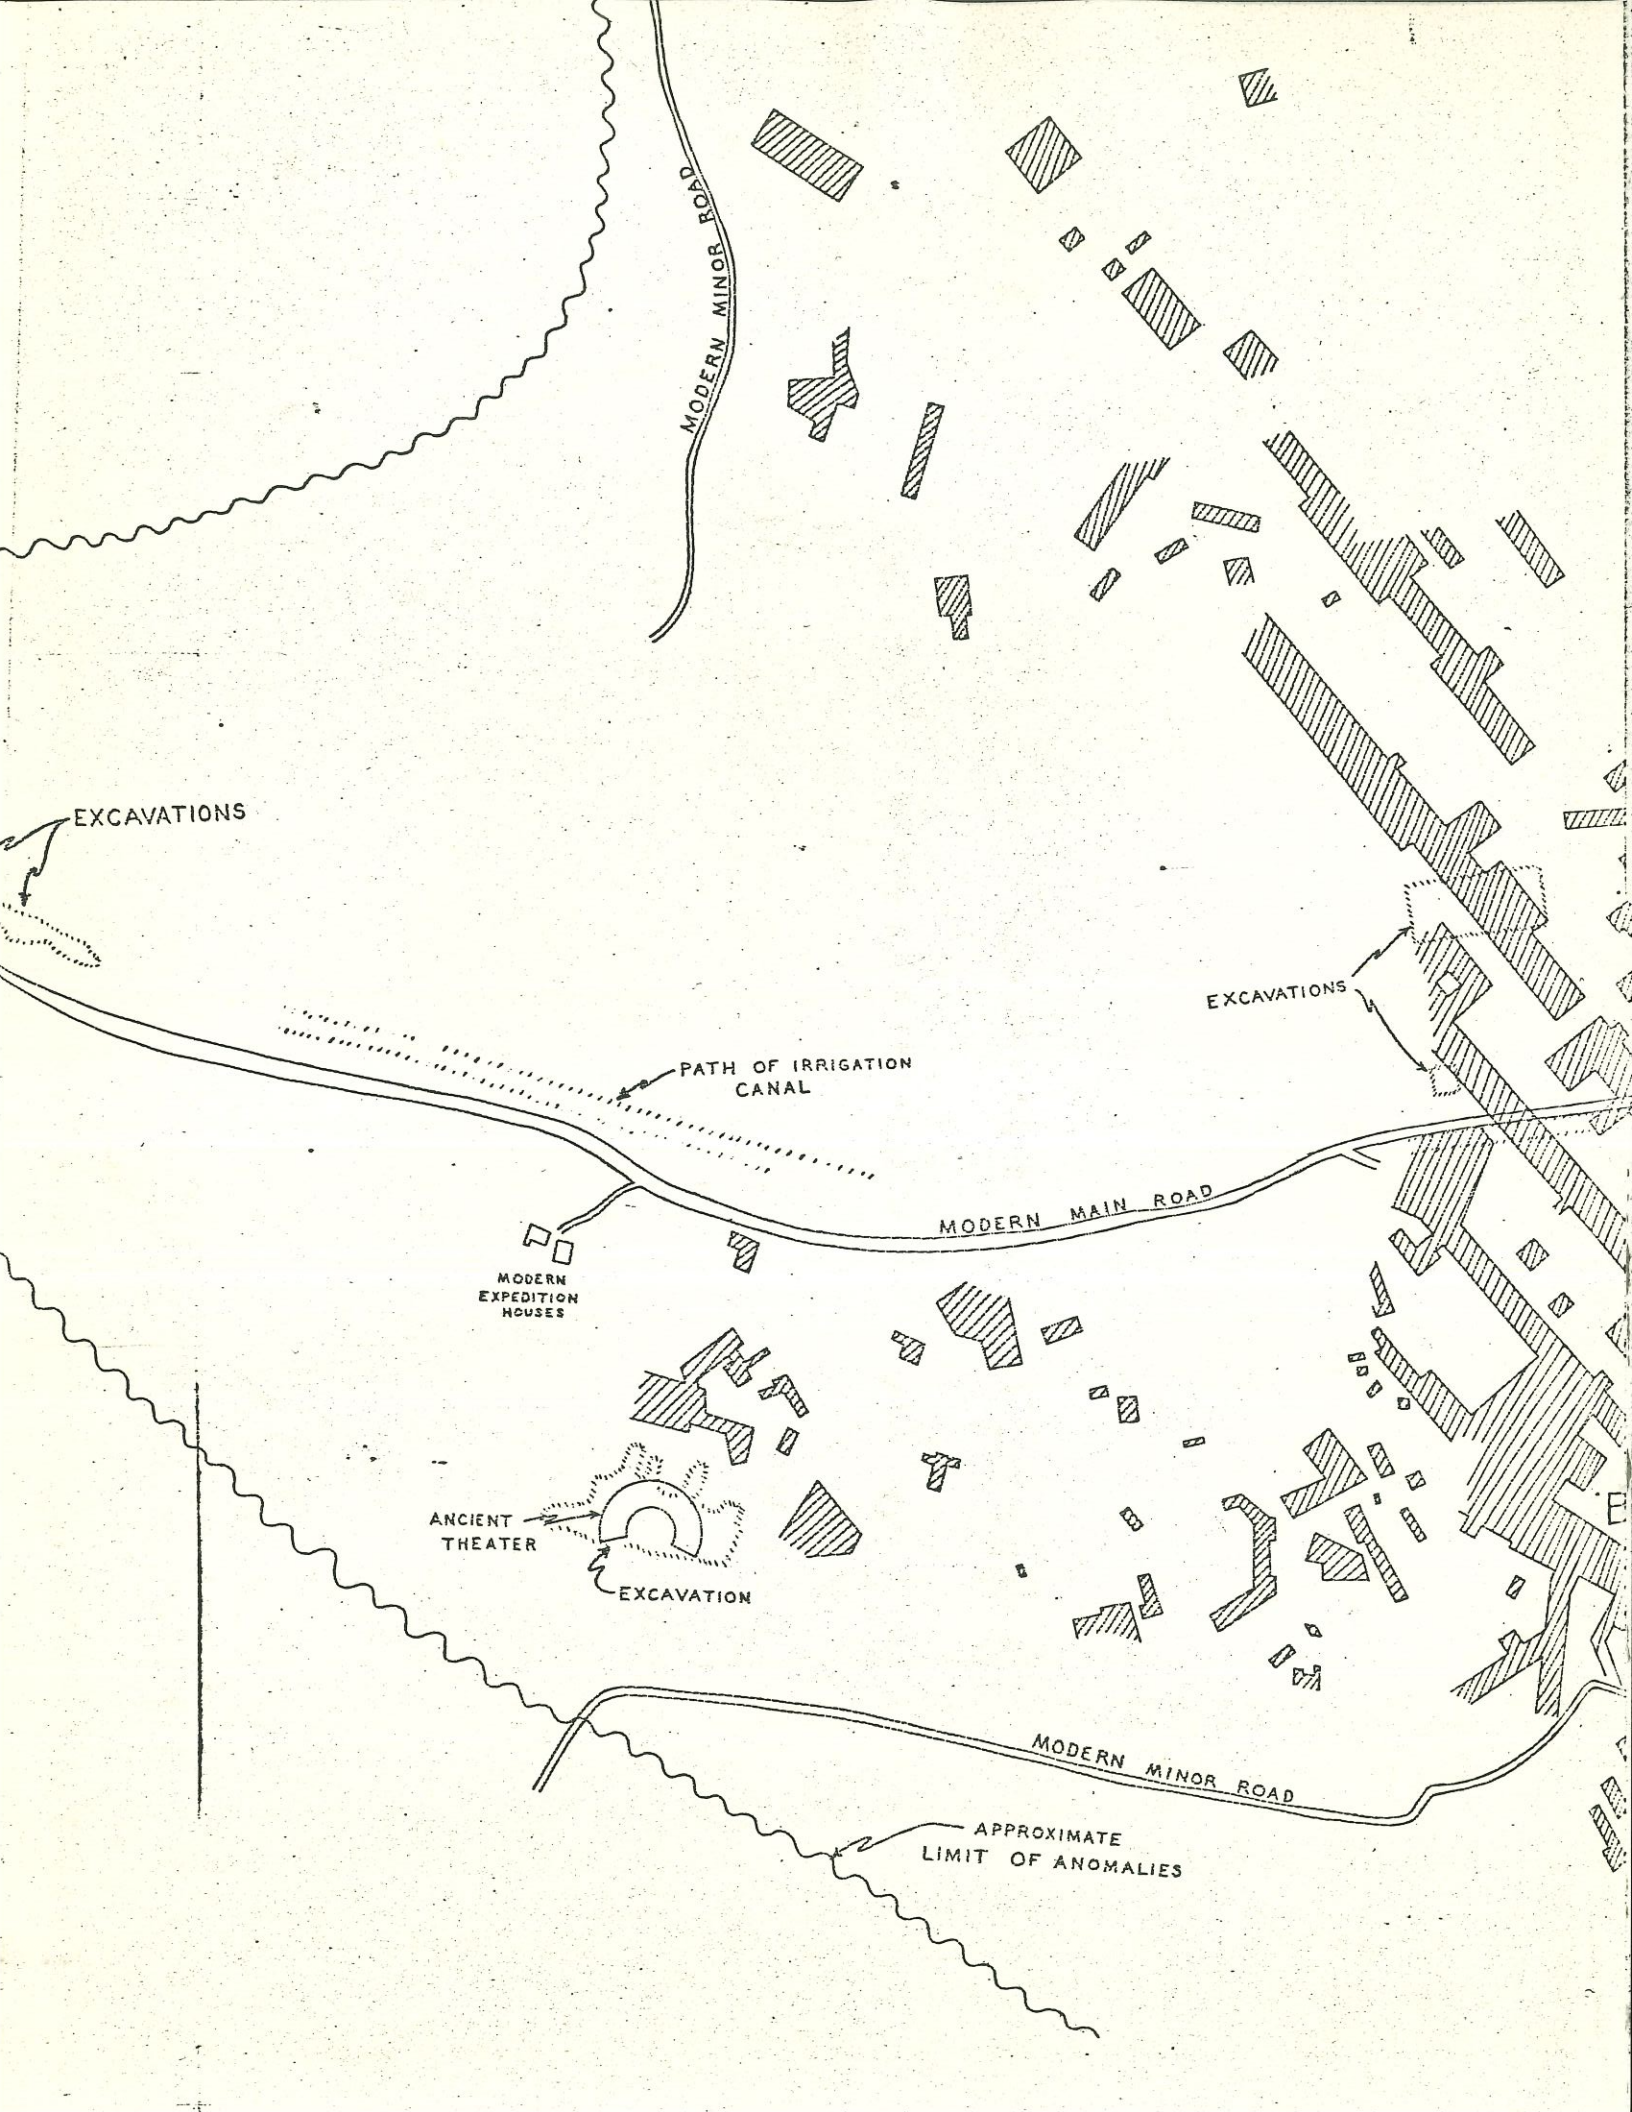 MODERN MINOR ROAD
EXCAVATIONS
EXCAVATIONS
PATH OF IRRIGATION
CANAL
MODERN MAIN ROAD
MODERN
EXPEDITION
HOUSES
ANCIENT
THEATER
EXCAVATION
E
MODERN MINOR ROAD
APPROXIMATE
LIMIT OF ANOMALIES